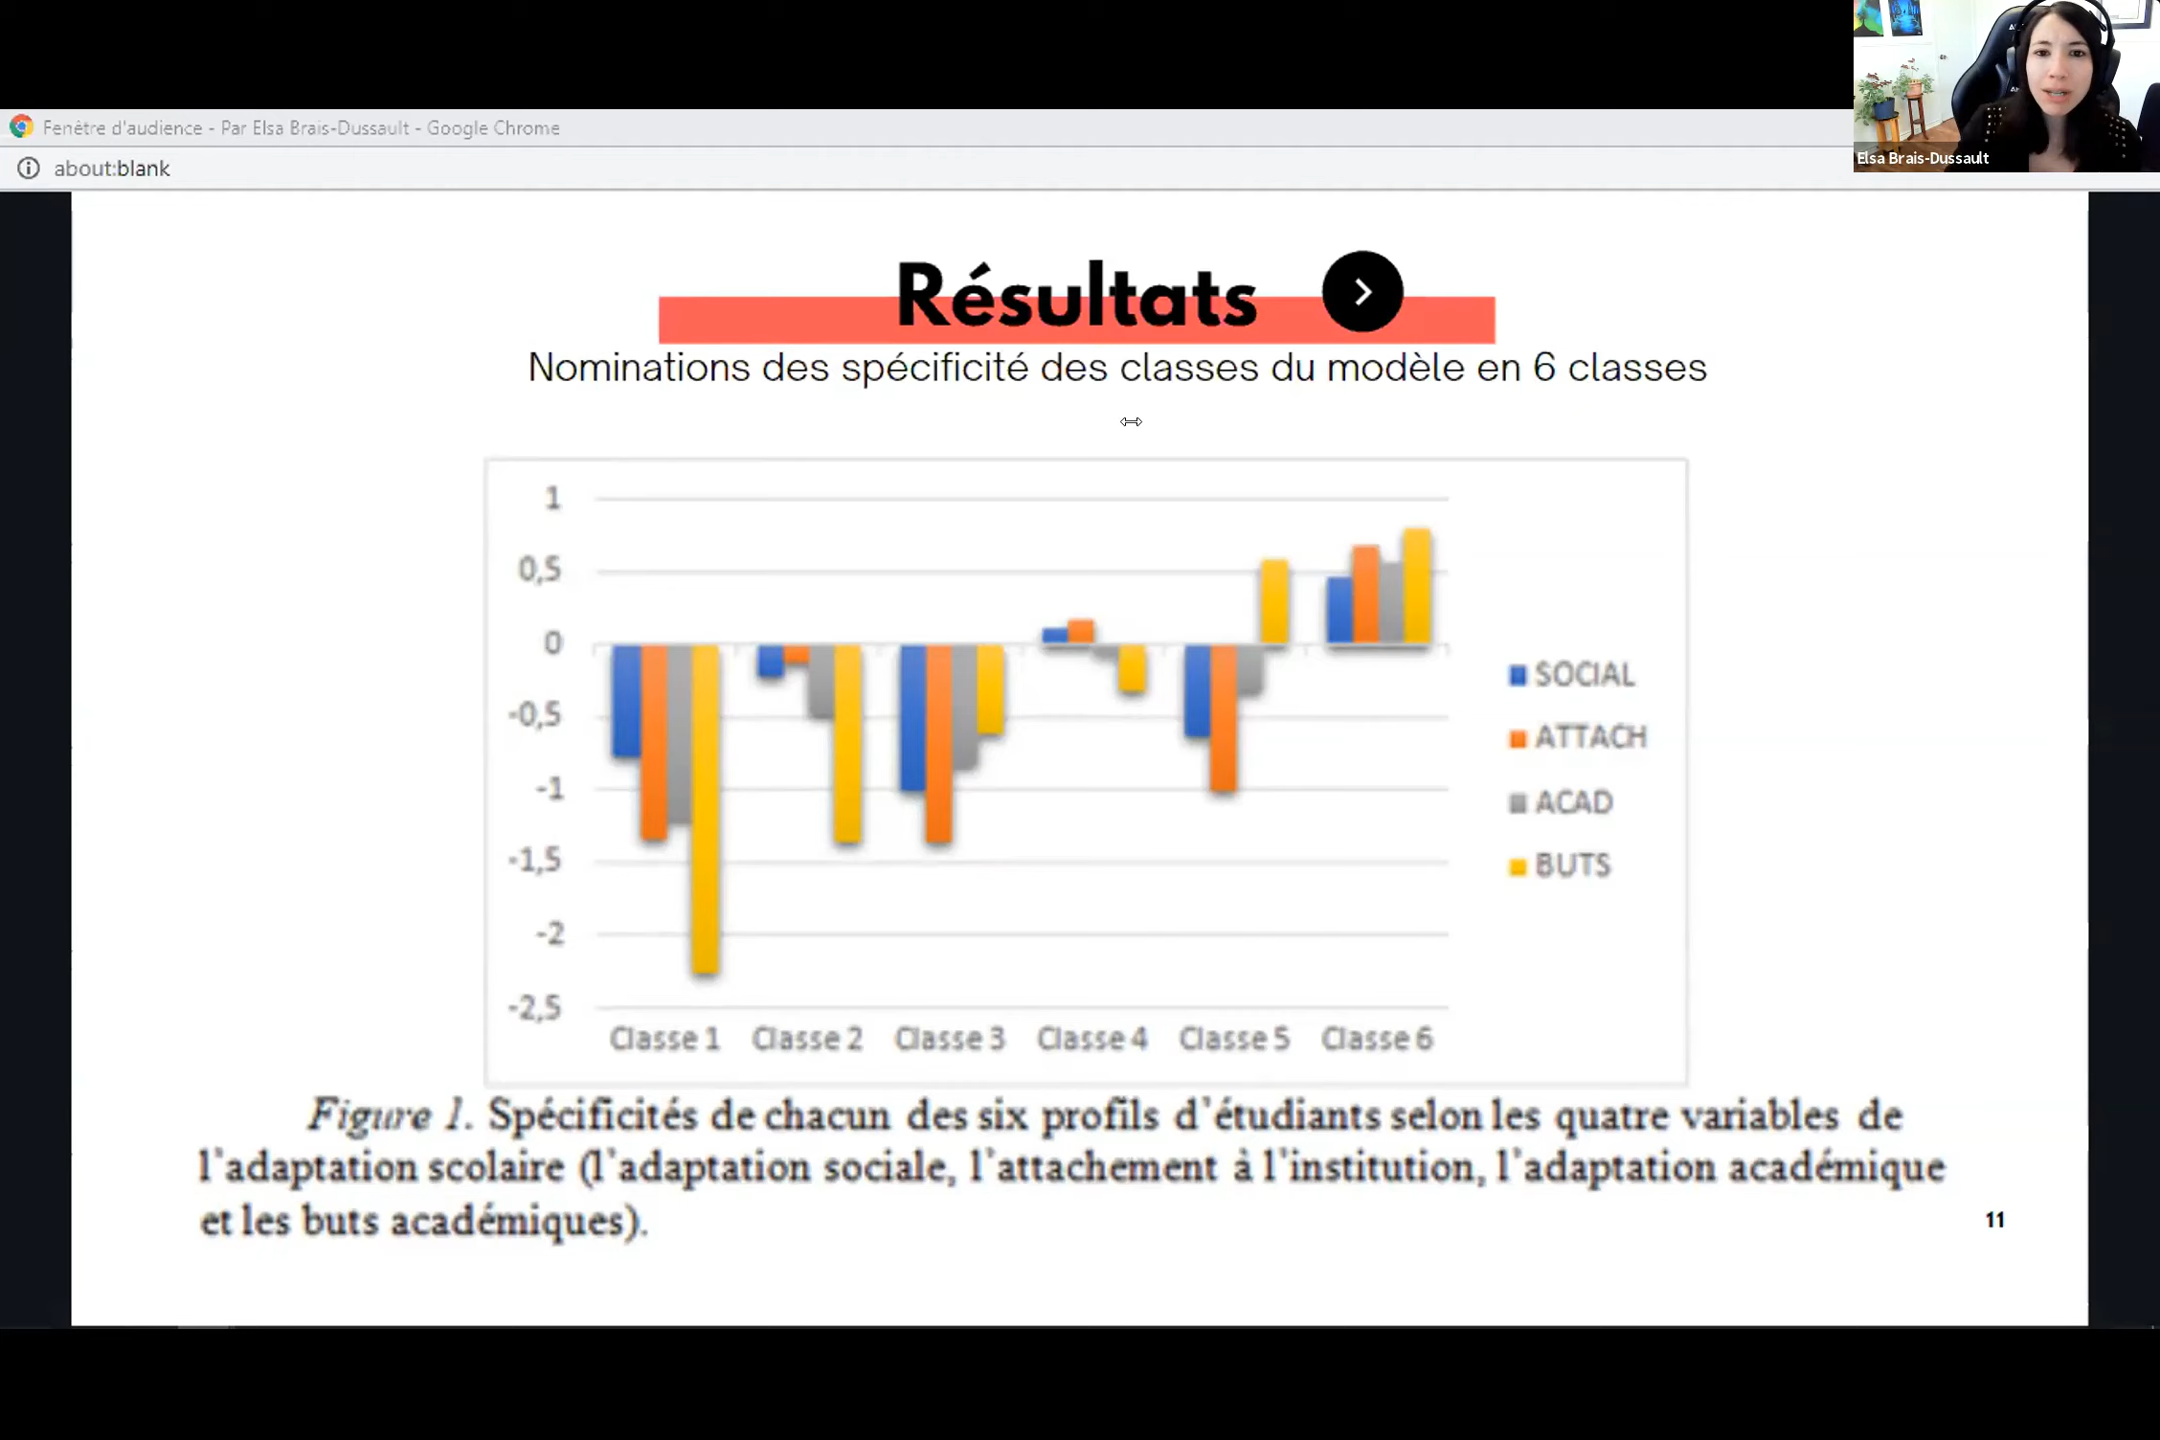 Fenêtre d'audience - Par Elsa Brais-Dussault - Google Chrome
about:blank
Elsa Brais-Dussault
Résultats
Nominations des spécificité des classes du modèle en 6 classes
1
0,5
0
-0,5
-1
-1,5
-2
-2,5
Classe 1 Classe 2 Classe 3 Classe 4 Classe 5 Classe 6
SOCIAL
ATTACH
ACAD
BUTS
Figure 1. Spécificités de chacun des six profils d'étudiants selon les quatre variables de
l'adaptation scolaire (l'adaptation sociale, l'attachement à l'institution, l'adaptation académique
et les buts académiques).
11